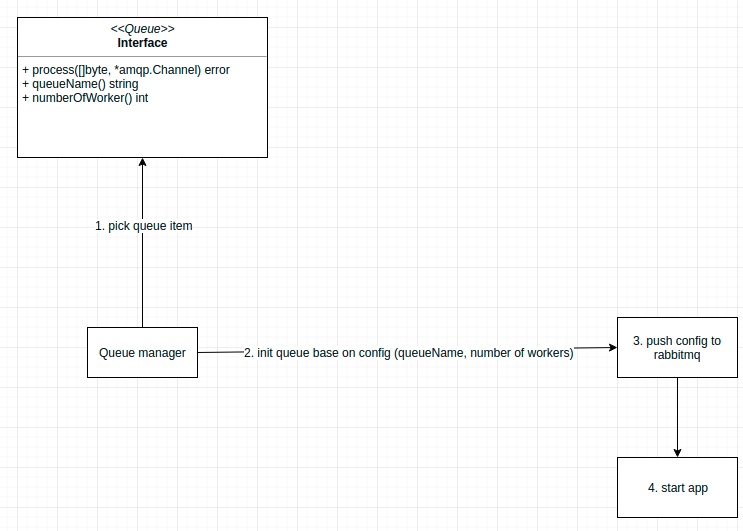 <<Queue>>
Interface
+ process([]byte, *amqp.Channel) error
+ queueName() string
+ numberOfWorker() int
1. pick queue item
Queue manager
2. init queue base on config (queueName, number of workers)
3. push config to
rabbitmq
4. start app